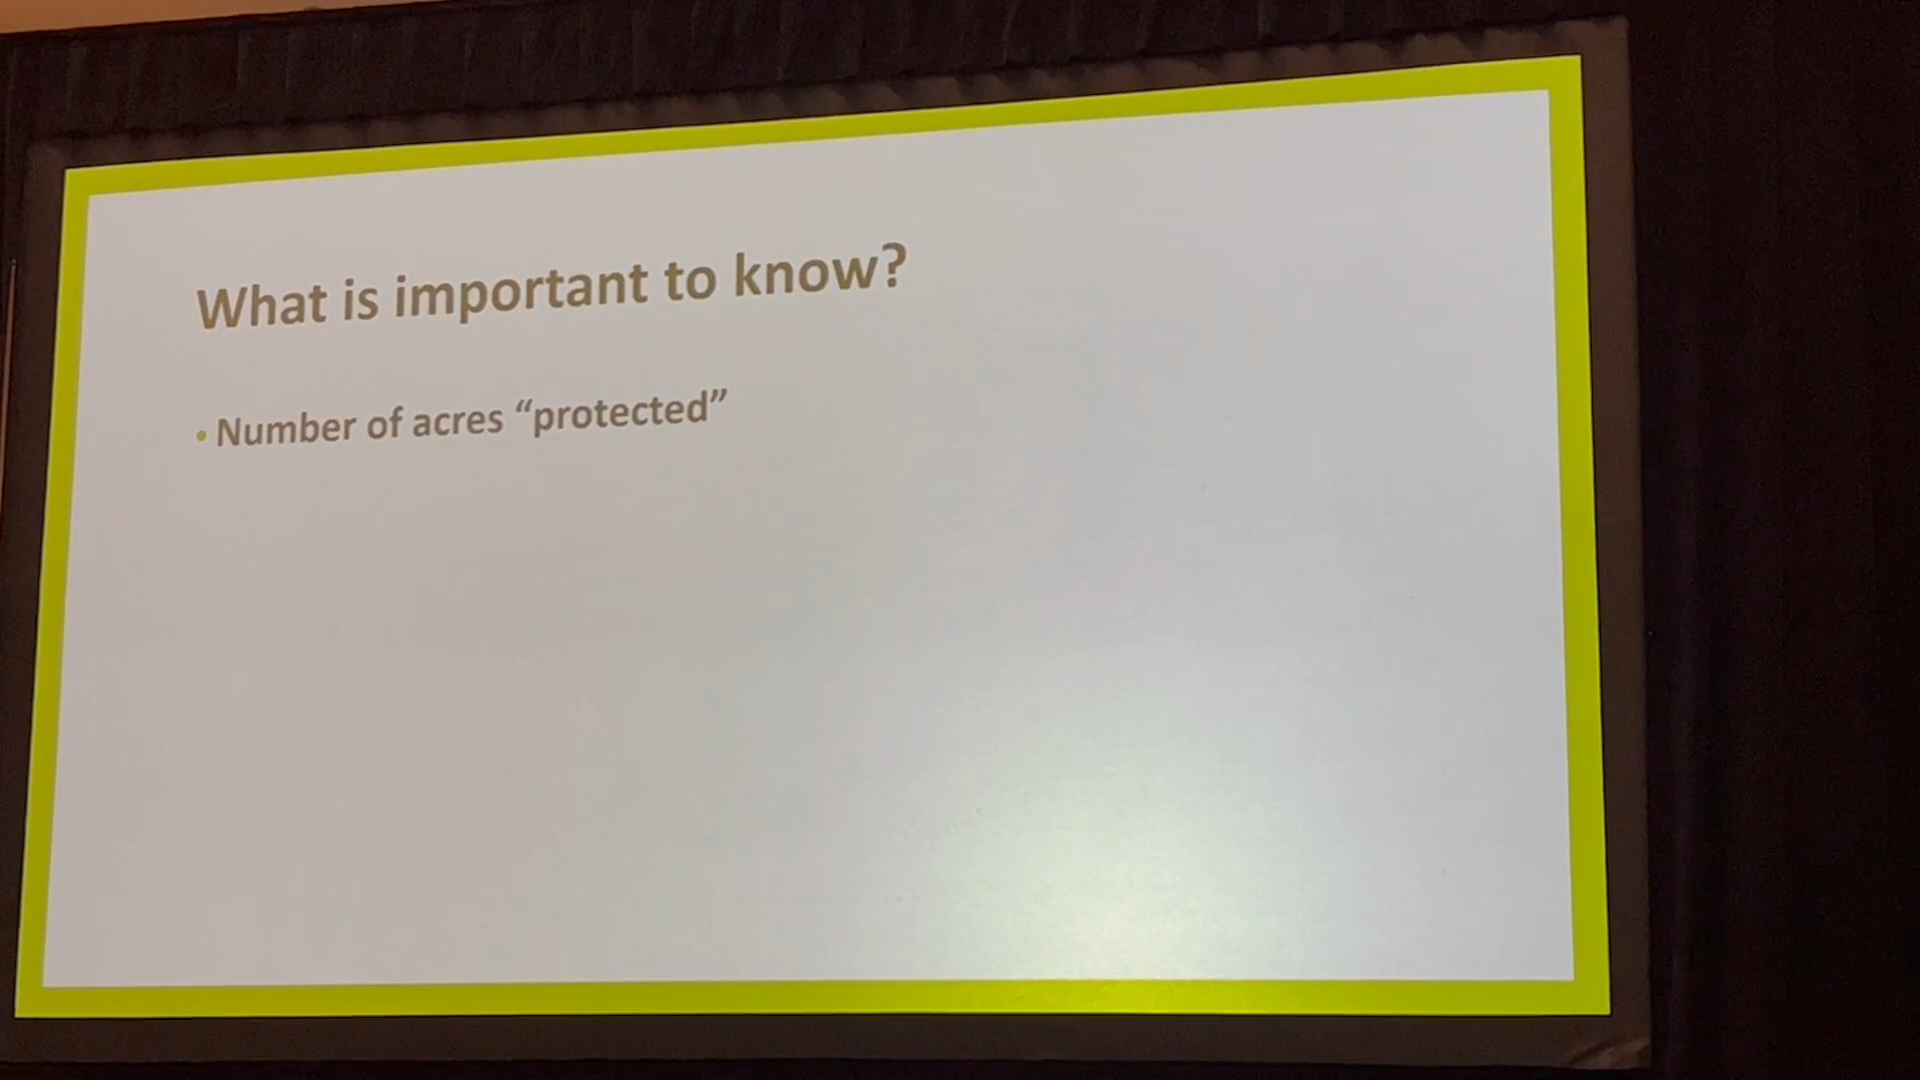 What is important to know?
• Number of acres “protected”